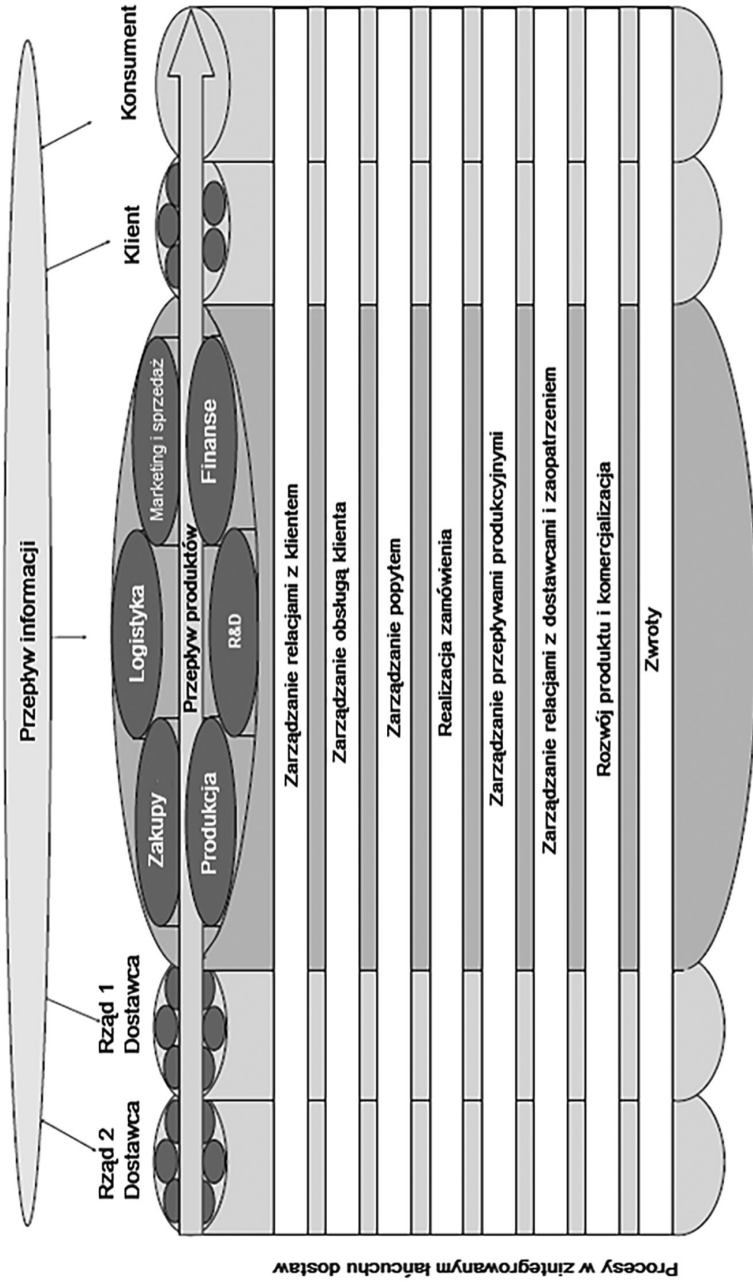 Przepływ informacji
Rząd 2
Dostawca
Rząd 1
Dostawca
Klient
Konsument
Zakupy
Logistyka
Marketing i sprzedaż
Przepływ produktów
Produkcja
R&D
Finanse
Procesy w zintegrowanym łańcuchu dostaw
Zarządzanie relacjami z klientem
Zarządzanie obsługą klienta
Zarządzanie popytem
Realizacja zamówienia
Zarządzanie przepływami produkcyjnymi
Zarządzanie relacjami z dostawcami i zaopatrzeniem
Rozwój produktu i komercjalizacja
Zwroty